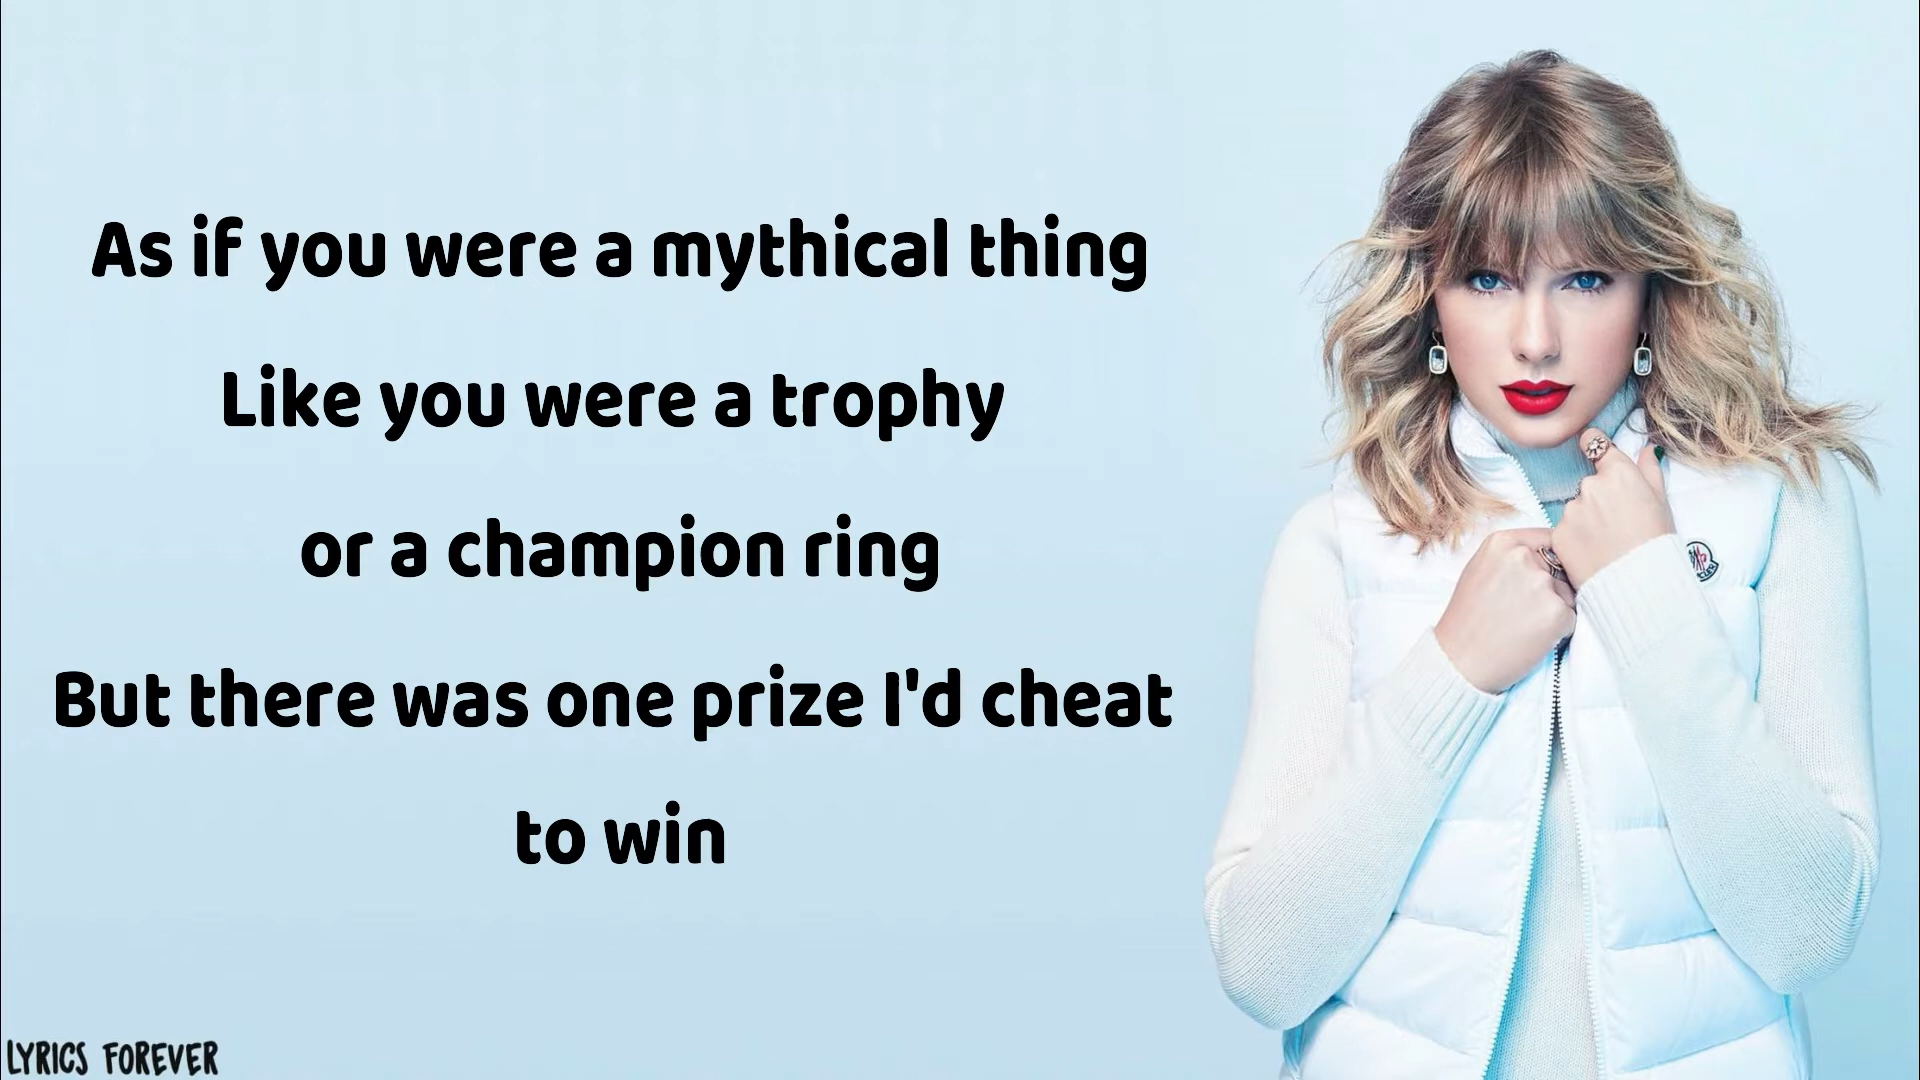 As if you were a mythical thing
Like you were a trophy
or a champion ring
But there was one prize I'd cheat
to win
LYRICS FOREVER